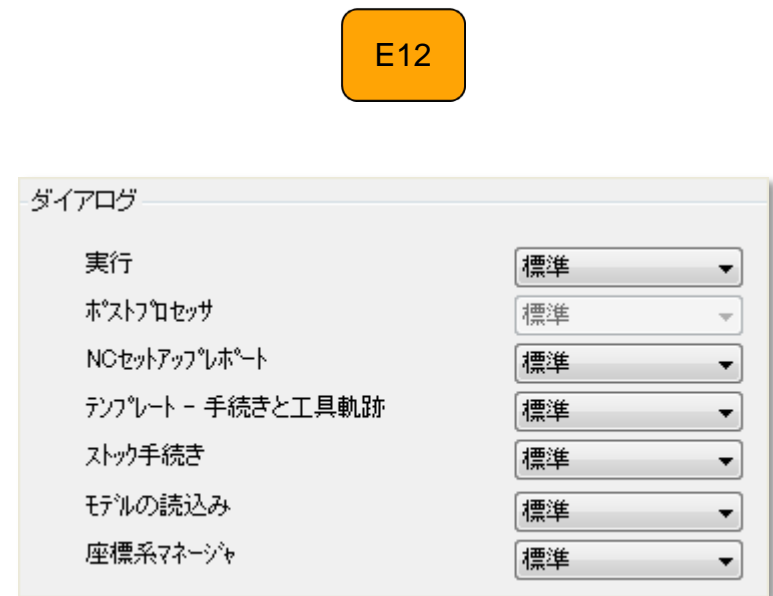 E12
ダイアログ
実行 標準
ﾎﾟｽﾄﾌﾟﾛｾｯｻ 標準
NCｾｯﾄｱｯﾌﾟﾚﾎﾟｰﾄ 標準
ﾃﾝﾌﾟﾚｰﾄ - 手続きと工具軌跡 標準
ｽﾄｯｸ手続き 標準
ﾓﾃﾞﾙの読込み 標準
座標系ﾏﾈｰｼﾞｬ 標準